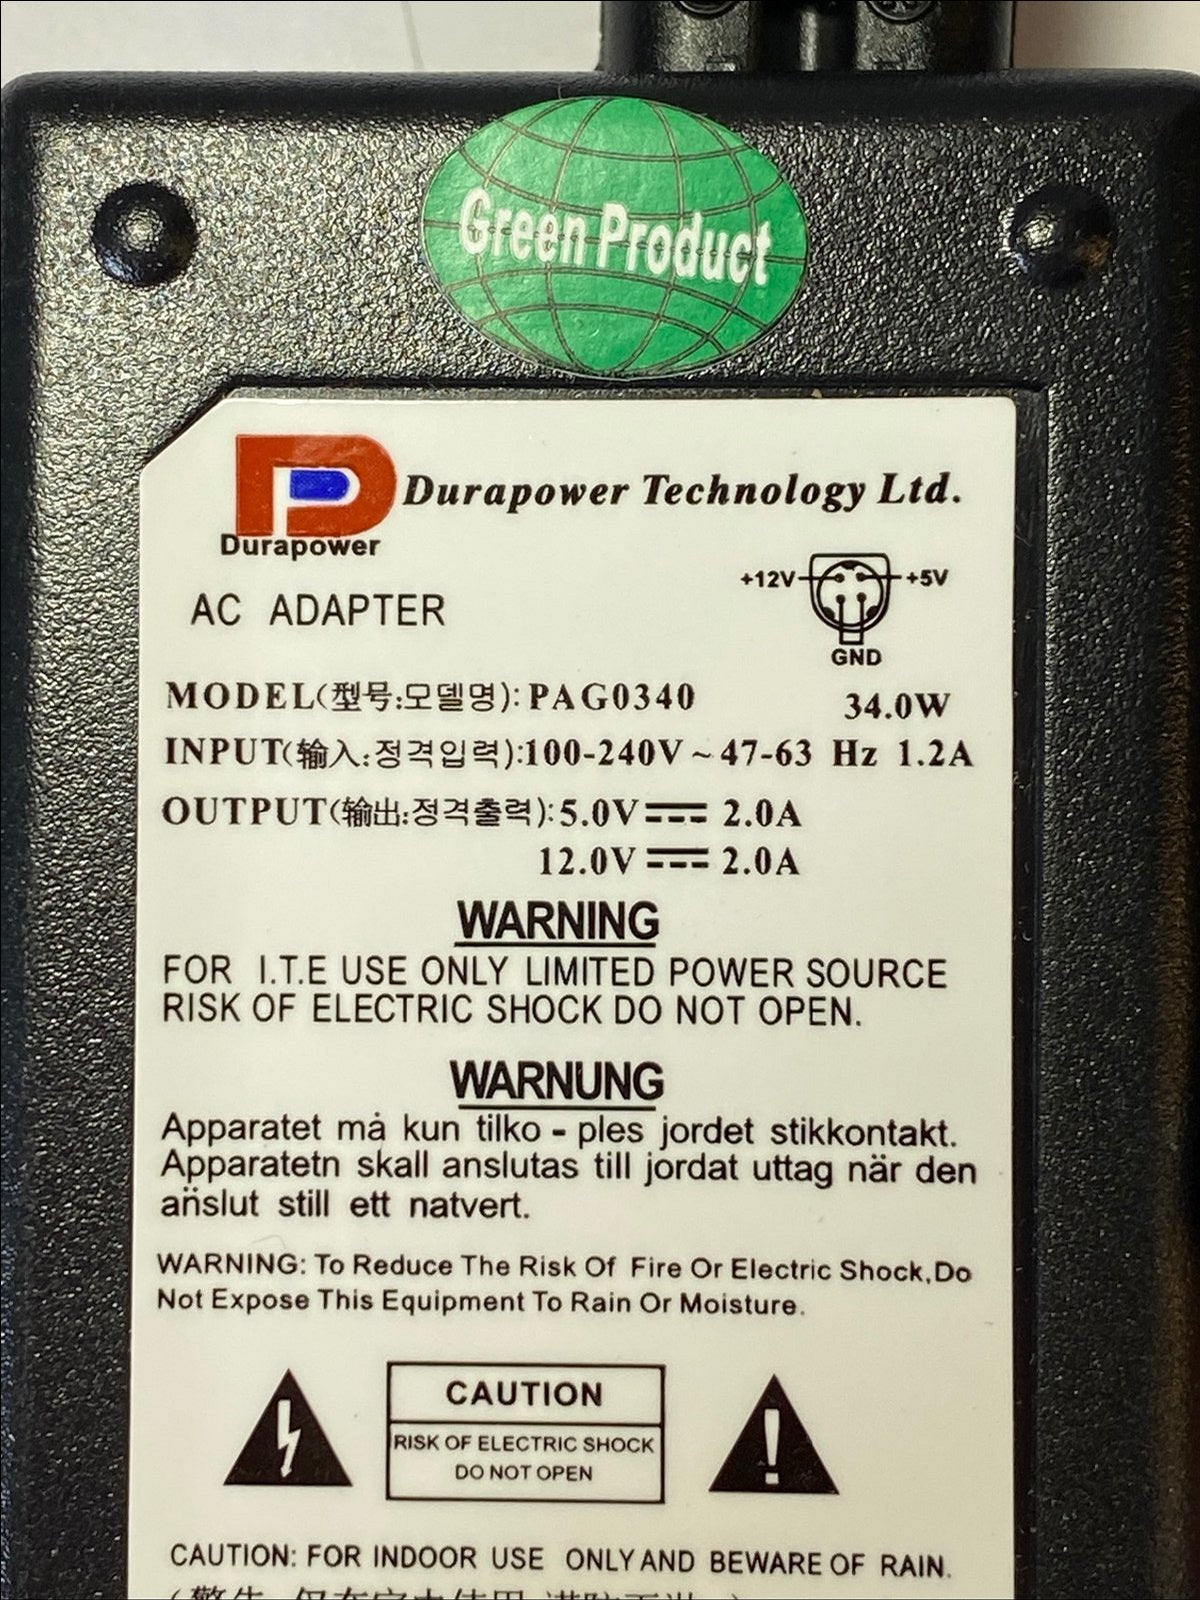 Green Product
Durapower Technology Ltd.
Durapower
+12V +5V
AC ADAPTER
GND
MODEL(型号:모델명): PAG0340 34.0W
INPUT(输入:정격입력):100-240V ~ 47-63 Hz 1.2A
OUTPUT(输出:정격출력): 5.0V⎓ 2.0A
12.0V⎓ 2.0A
WARNING
FOR I.T.E USE ONLY LIMITED POWER SOURCE
RISK OF ELECTRIC SHOCK DO NOT OPEN.
WARNUNG
Apparatet må kun tilko - ples jordet stikkontakt.
Apparatetn skall anslutas till jordat uttag när den
an̈slut still ett natvert.
WARNING: To Reduce The Risk Of Fire Or Electric Shock,Do
Not Expose This Equipment To Rain Or Moisture.
CAUTION
RISK OF ELECTRIC SHOCK
DO NOT OPEN
CAUTION: FOR INDOOR USE ONLY AND BEWARE OF RAIN.